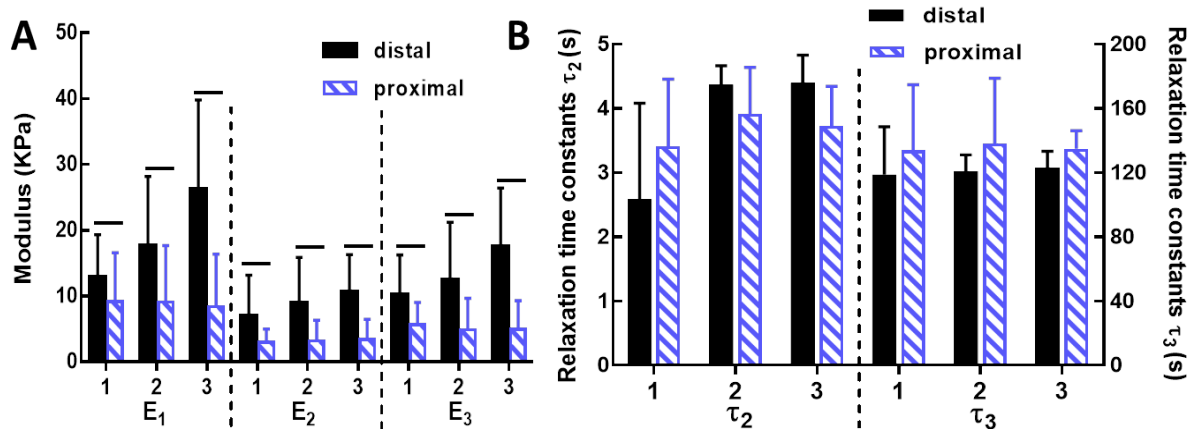 A
distal
proximal
Modulus (KPa)
50
40
30
20
10
0
1 2 3 1 2 3 1 2 3
E1 E2 E3
B
distal
proximal
Relaxation time constants τ2 (s)
5
4
3
2
1
0
Relaxation time constants τ3 (s)
200
160
120
80
40
0
1 2 3 1 2 3
τ2 τ3